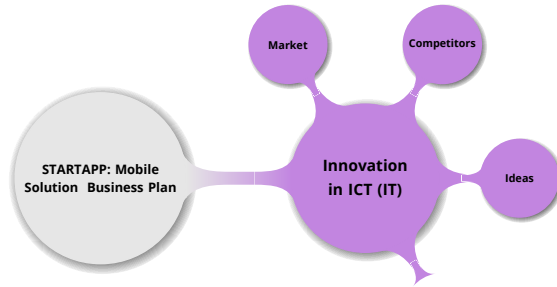 Market
Competitors
STARTAPP: Mobile
Solution Business Plan
Innovation
in ICT (IT)
Ideas